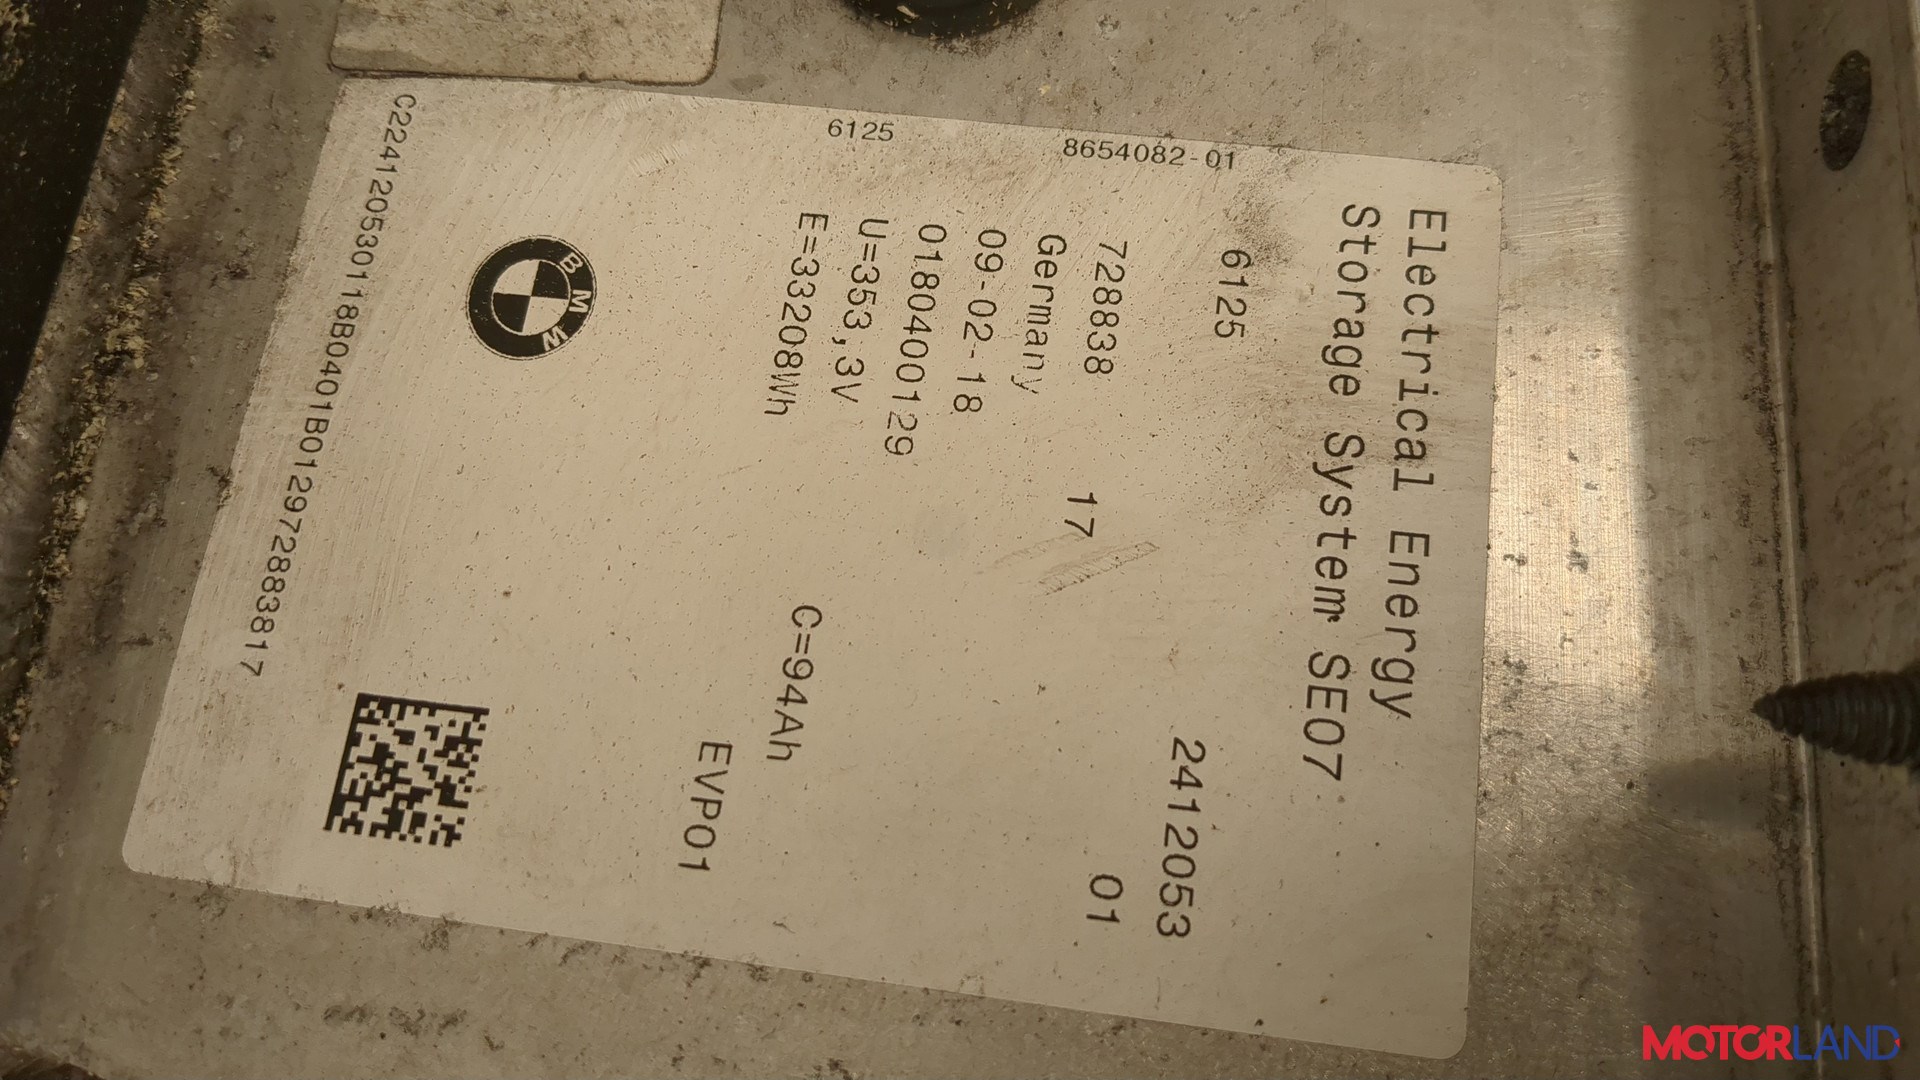 Electrical Energy
Storage System SE07
6125
2412053
728838
17
01
Germany
09-02-18
0180400129
U=353,3V
E=33208Wh
C=94Ah
EVP01
8654082-01
6125
BMW
C224120530118B0401B012972883817
MOTORLAND